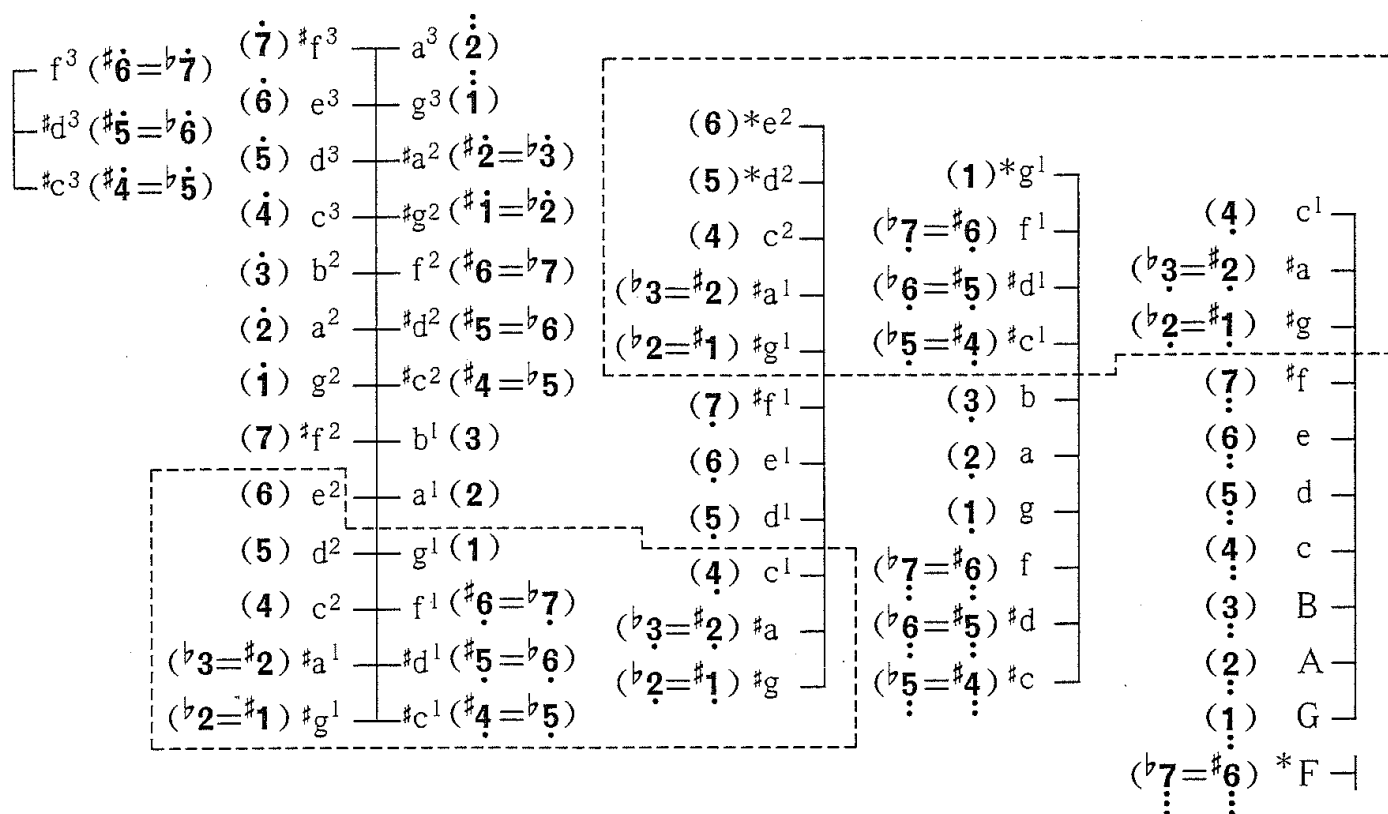 f³ (♯6̇=♭7̇)
♯d³ (♯5̇=♭6̇)
♯c³ (♯4̇=♭5̇)
(7̇) ♯f³ a³ (2̇̇)
(6̇) e³ g³ (1̇̇)
(5̇) d³ ♯a² (♯2̇=♭3̇)
(4̇) c³ ♯g² (♯1̇=♭2̇)
(3̇) b² f² (♯6=♭7)
(2̇) a² ♯d² (♯5=♭6)
(1̇) g² ♯c² (♯4=♭5)
(7) ♯f² b¹ (3)
(6) e² a¹ (2)
(5) d² g¹ (1)
(4) c² f¹ (♯6̣=♭7̣)
(♭3=♯2) ♯a¹ ♯d¹ (♯5̣=♭6̣)
(♭2=♯1) ♯g¹ ♯c¹ (♯4̣=♭5̣)
(6) *e²
(5) *d²
(4) c²
(♭3=♯2) ♯a¹
(♭2=♯1) ♯g¹
(7̣) ♯f¹
(6̣) e¹
(5̣) d¹
(4̣) c¹
(♭3̣=♯2̣) ♯a
(♭2̣=♯1̣) ♯g
(1) *g¹
(♭7̣=♯6̣) f¹
(♭6̣=♯5̣) ♯d¹
(♭5̣=♯4̣) ♯c¹
(3̣) b
(2̣) a
(1̣) g
(♭7̣̣=♯6̣̣) f
(♭6̣̣=♯5̣̣) ♯d
(♭5̣̣=♯4̣̣) ♯c
(4̣) c¹
(♭3̣=♯2̣) ♯a
(♭2̣=♯1̣) ♯g
(7̣̣) ♯f
(6̣̣) e
(5̣̣) d
(4̣̣) c
(3̣̣) B
(2̣̣) A
(1̣̣) G
(♭7̣̣̣=♯6̣̣̣) *F